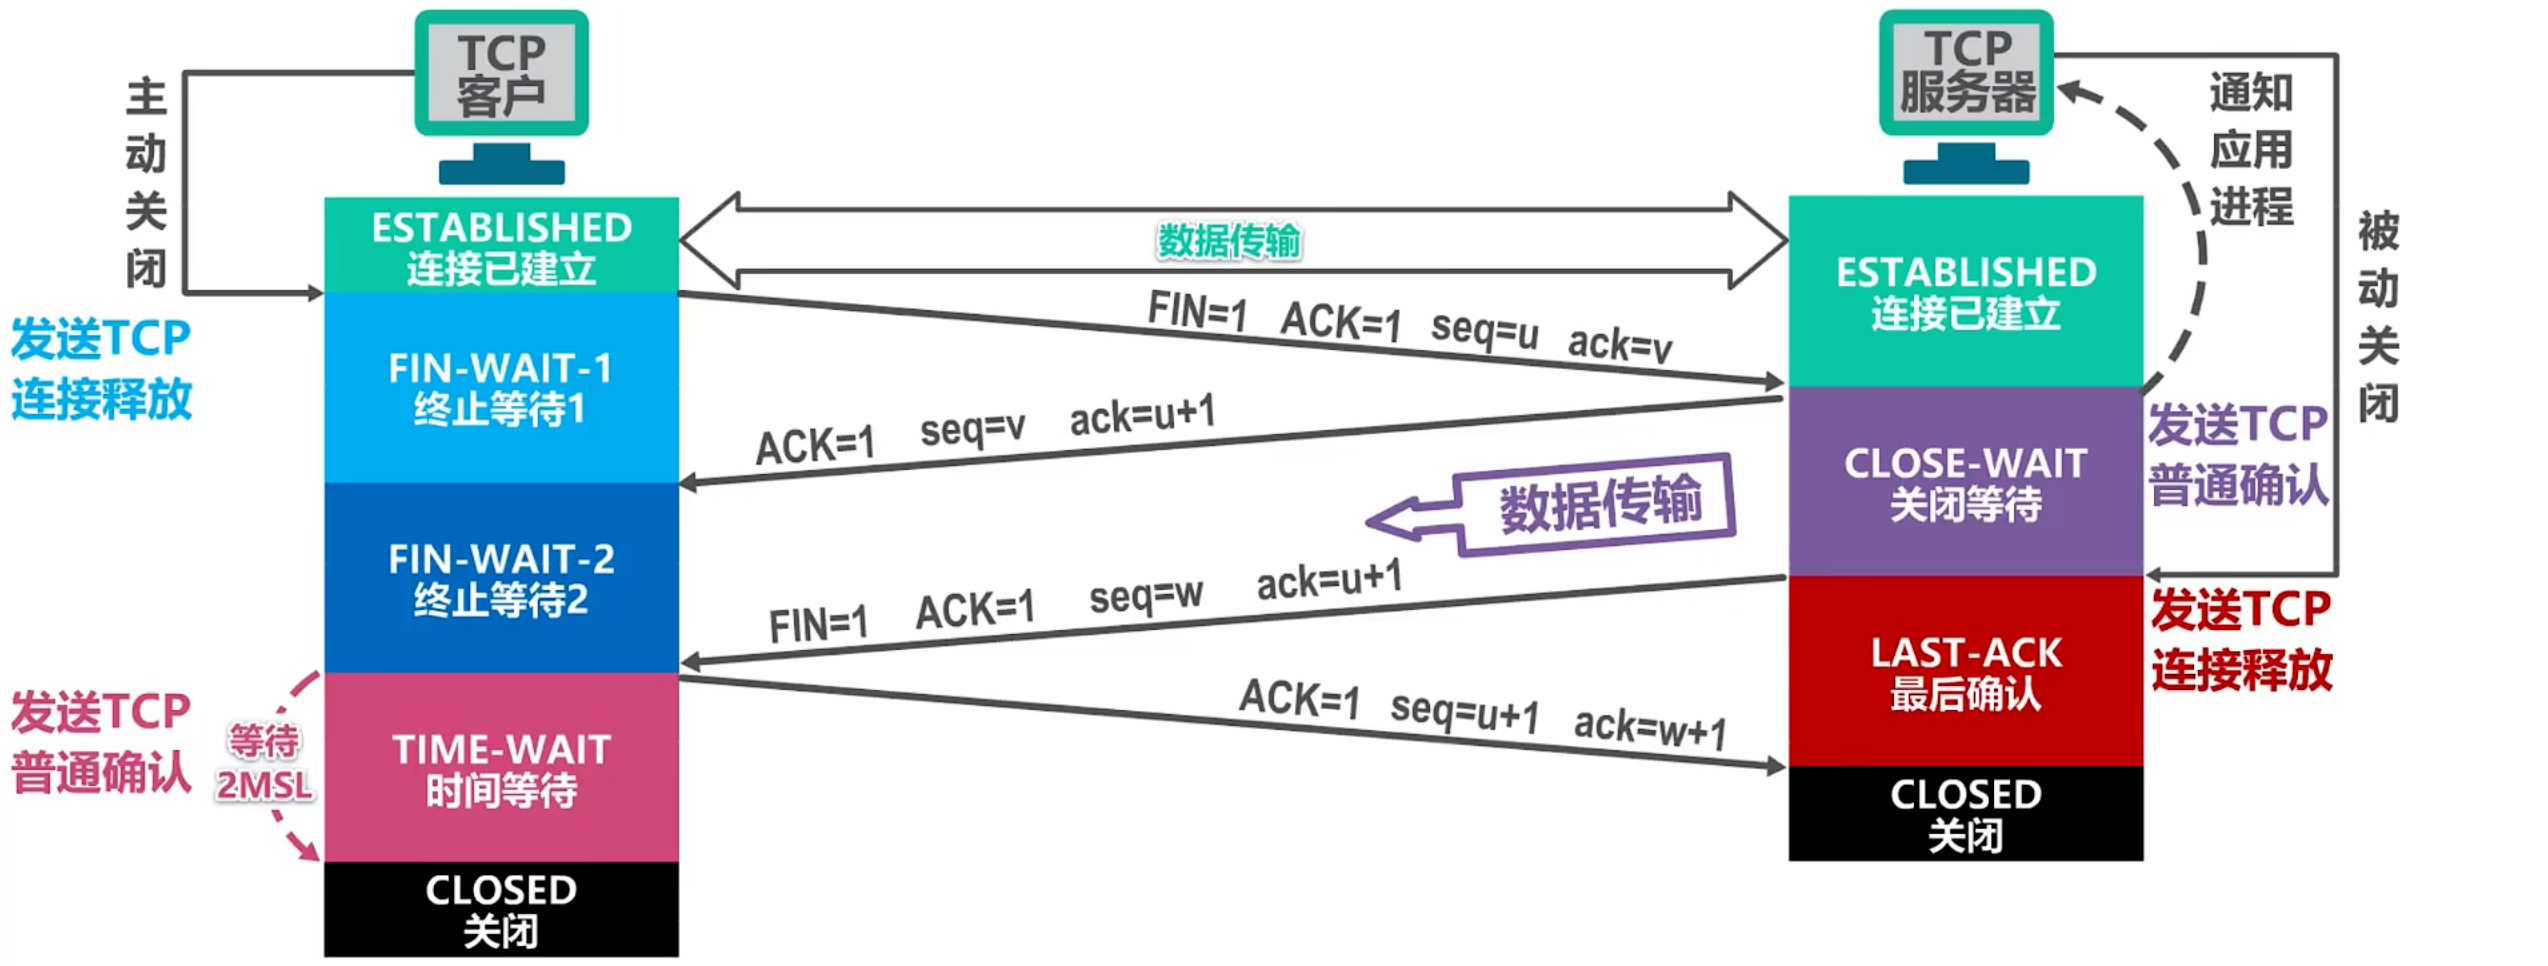 TCP
客户
TCP
服务器
主动关闭
通知
应用
进程
被动关闭
ESTABLISHED
连接已建立
数据传输
ESTABLISHED
连接已建立
FIN=1 ACK=1 seq=u ack=v
发送TCP
连接释放
FIN-WAIT-1
终止等待1
ACK=1 seq=v ack=u+1
发送TCP
普通确认
CLOSE-WAIT
关闭等待
数据传输
FIN-WAIT-2
终止等待2
FIN=1 ACK=1 seq=w ack=u+1
发送TCP
连接释放
LAST-ACK
最后确认
ACK=1 seq=u+1 ack=w+1
发送TCP
普通确认
等待
2MSL
TIME-WAIT
时间等待
CLOSED
关闭
CLOSED
关闭